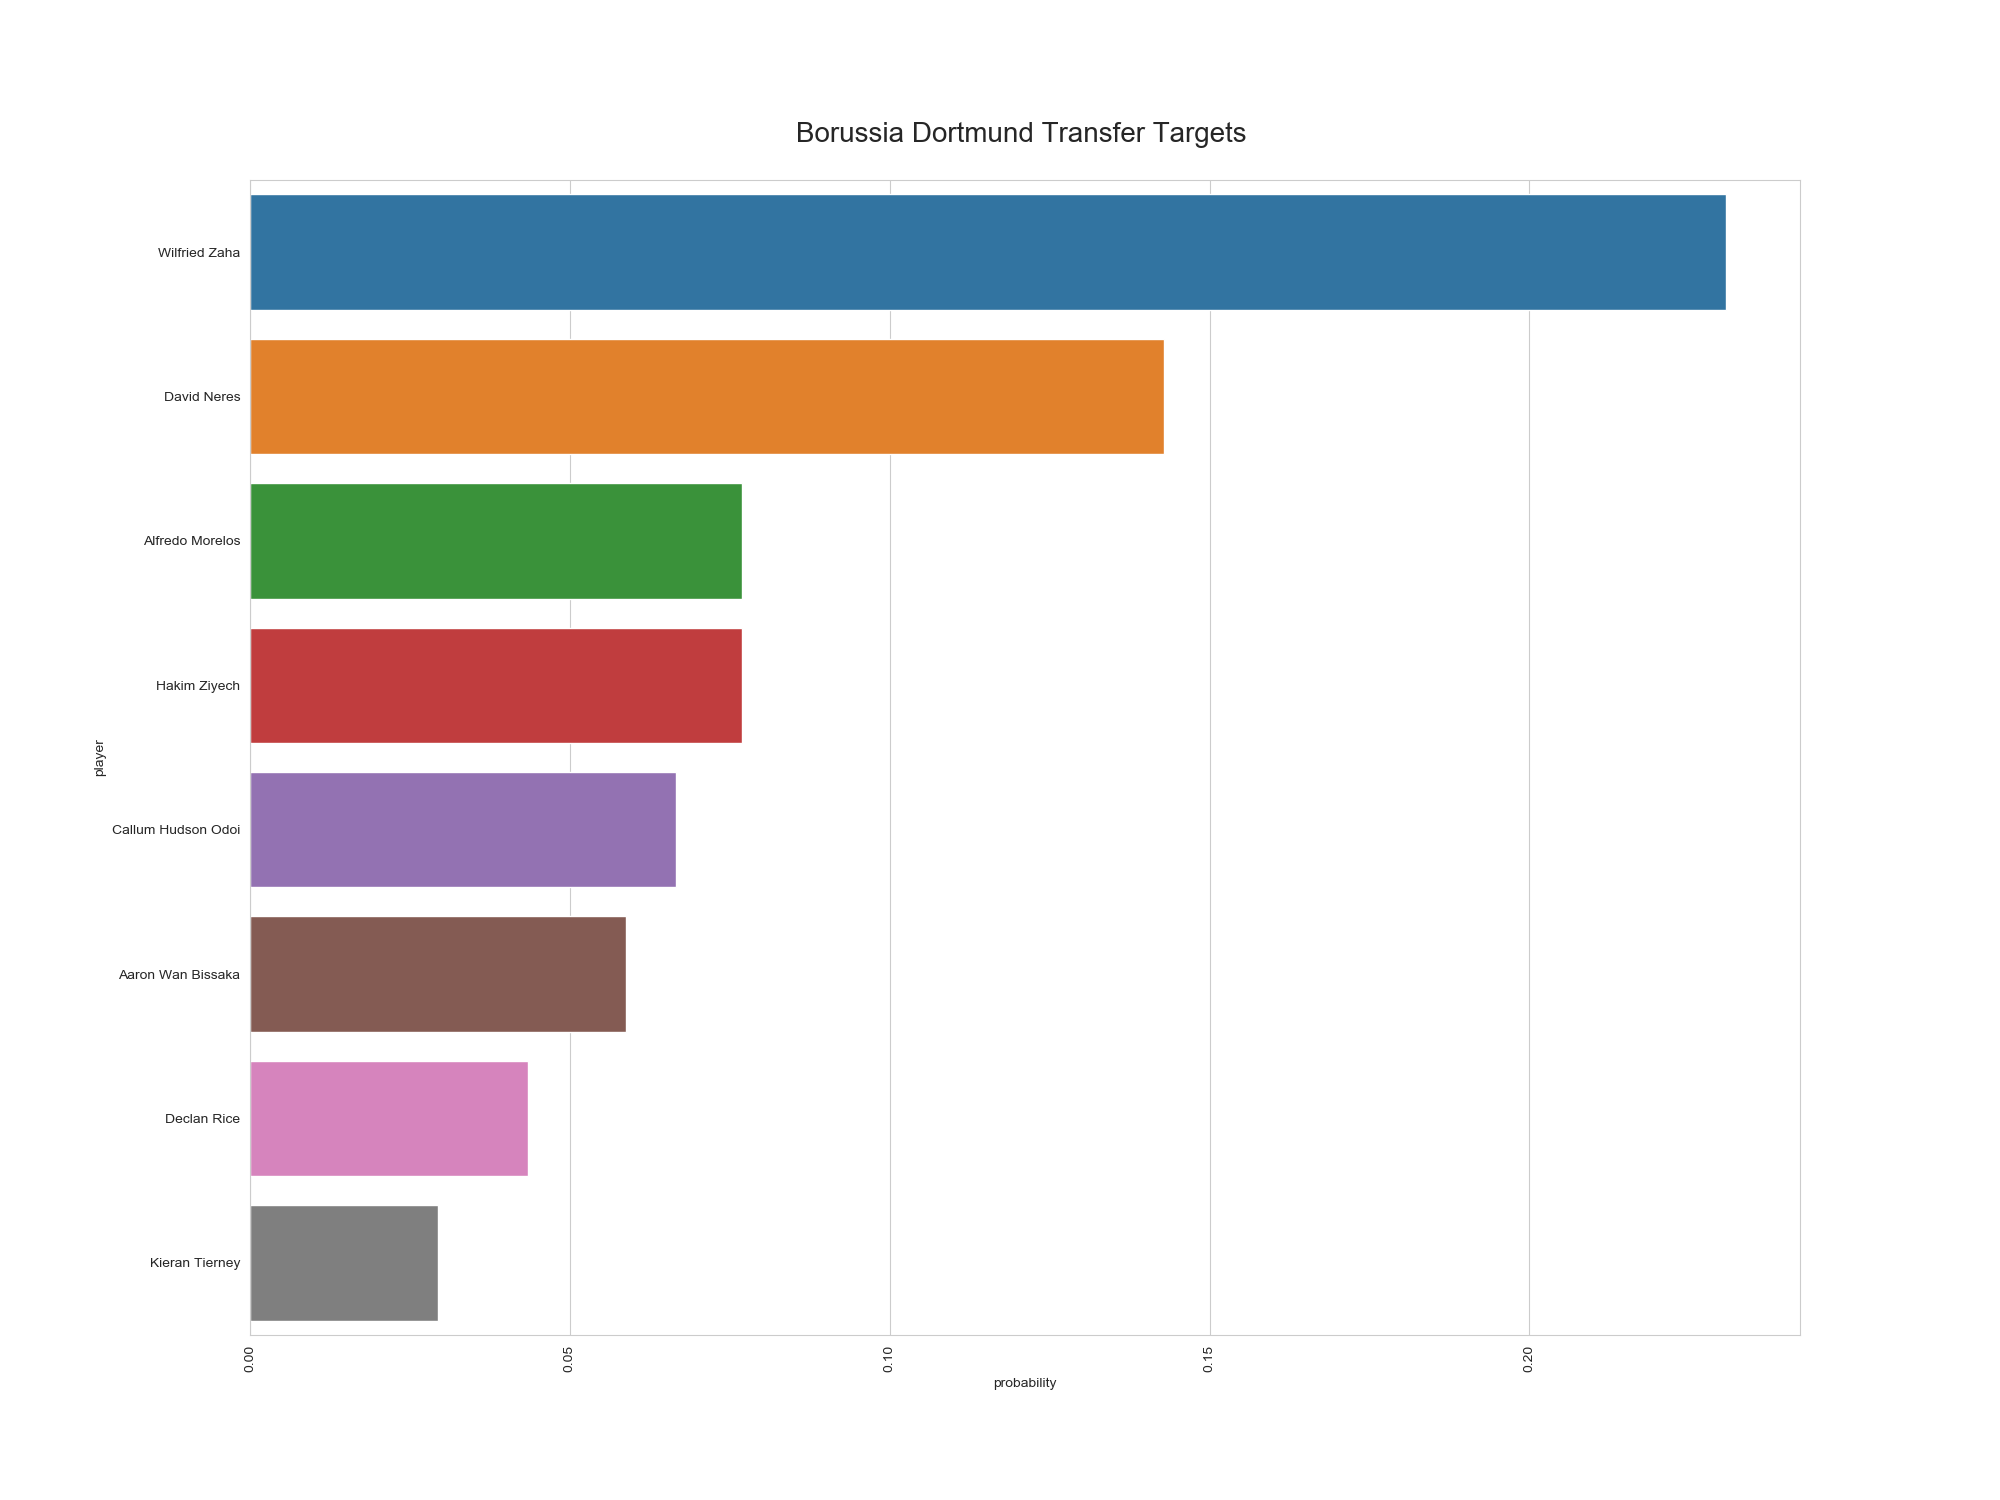 Borussia Dortmund Transfer Targets
Wilfried Zaha
David Neres
Alfredo Morelos
Hakim Ziyech
Callum Hudson Odoi
Aaron Wan Bissaka
Declan Rice
Kieran Tierney
player
0.00
0.05
0.10
0.15
0.20
probability